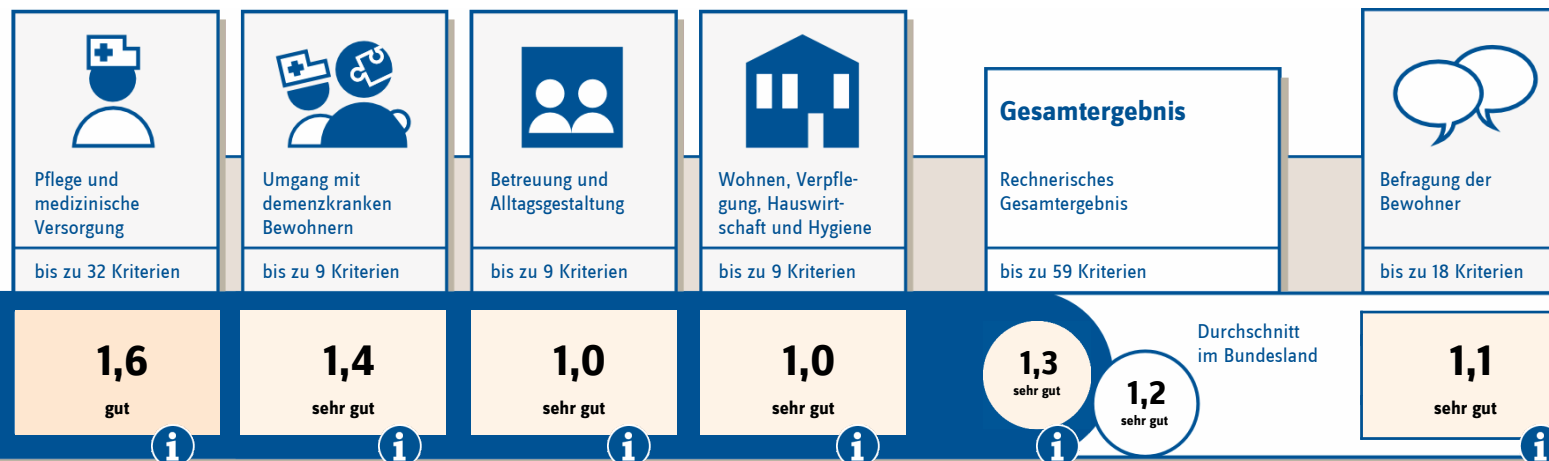 Pflege und
medizinische
Versorgung
bis zu 32 Kriterien
1,6
gut
i
Umgang mit
demenzkranken
Bewohnern
bis zu 9 Kriterien
1,4
sehr gut
i
Betreuung und
Alltagsgestaltung
bis zu 9 Kriterien
1,0
sehr gut
i
Wohnen, Verpfle-
gung, Hauswirt-
schaft und Hygiene
bis zu 9 Kriterien
1,0
sehr gut
i
Gesamtergebnis
Rechnerisches
Gesamtergebnis
bis zu 59 Kriterien
1,3
sehr gut
i
Durchschnitt
im Bundesland
1,2
sehr gut
Befragung der
Bewohner
bis zu 18 Kriterien
1,1
sehr gut
i